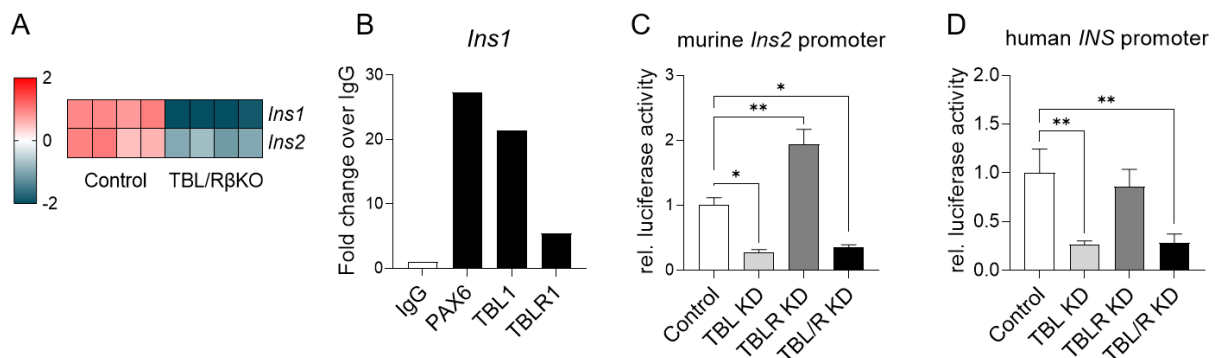 A
2
0
-2
Ins1
Ins2
Control
TBL/RβKO
B
Ins1
Fold change over IgG
30
20
10
0
IgG
PAX6
TBL1
TBLR1
C
murine Ins2 promoter
rel. luciferase activity
3
2
1
0
*
**
*
Control
TBL KD
TBLR KD
TBL/R KD
D
human INS promoter
rel. luciferase activity
2.0
1.5
1.0
0.5
0.0
**
**
Control
TBL KD
TBLR KD
TBL/R KD